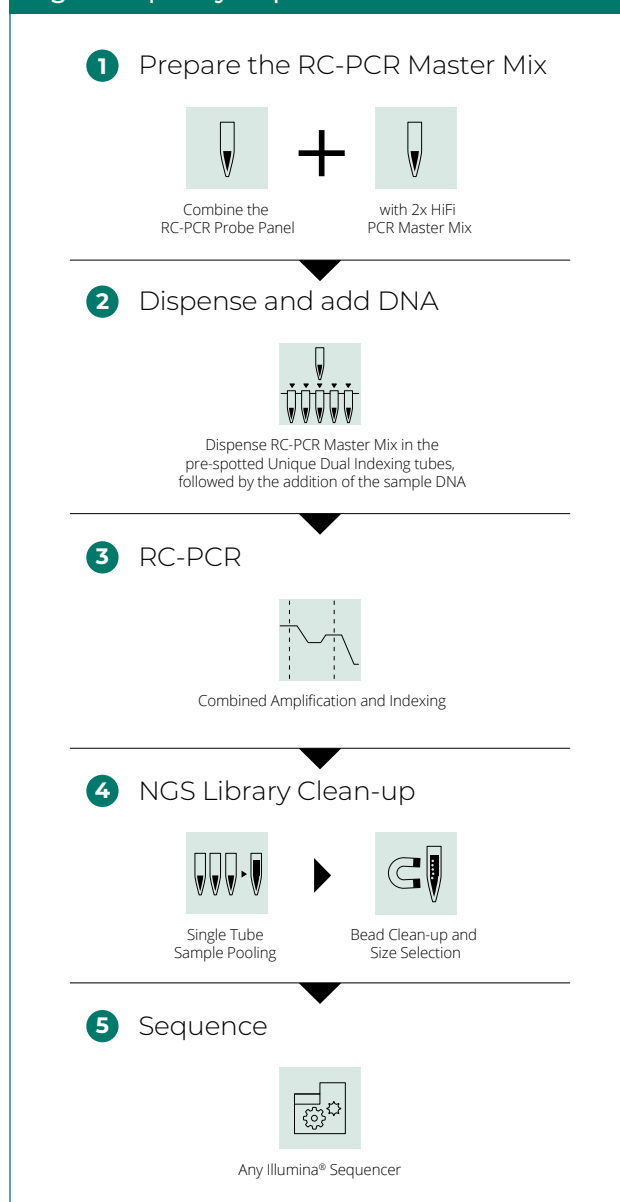 1 Prepare the RC-PCR Master Mix
Combine the
RC-PCR Probe Panel
with 2x HiFi
PCR Master Mix
2 Dispense and add DNA
Dispense RC-PCR Master Mix in the
pre-spotted Unique Dual Indexing tubes,
followed by the addition of the sample DNA
3 RC-PCR
Combined Amplification and Indexing
4 NGS Library Clean-up
Single Tube
Sample Pooling
Bead Clean-up and
Size Selection
5 Sequence
Any Illumina® Sequencer